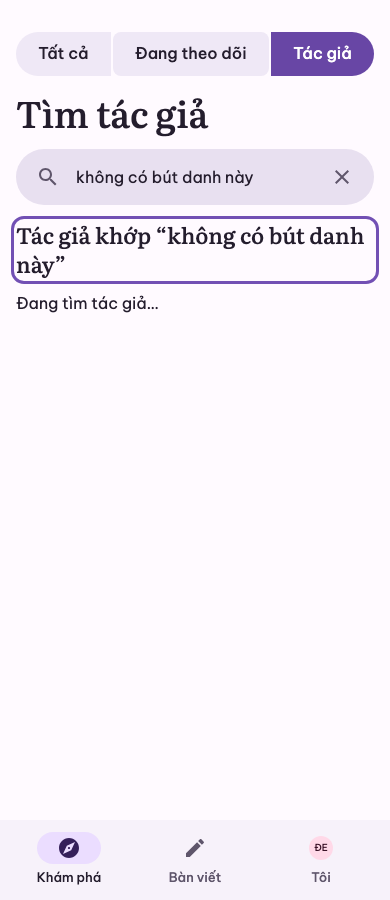 Tất cả
Đang theo dõi
Tác giả
Tìm tác giả
không có bút danh này
Tác giả khớp “không có bút danh
này”
Đang tìm tác giả…
ĐE
Khám phá
Bàn viết
Tôi